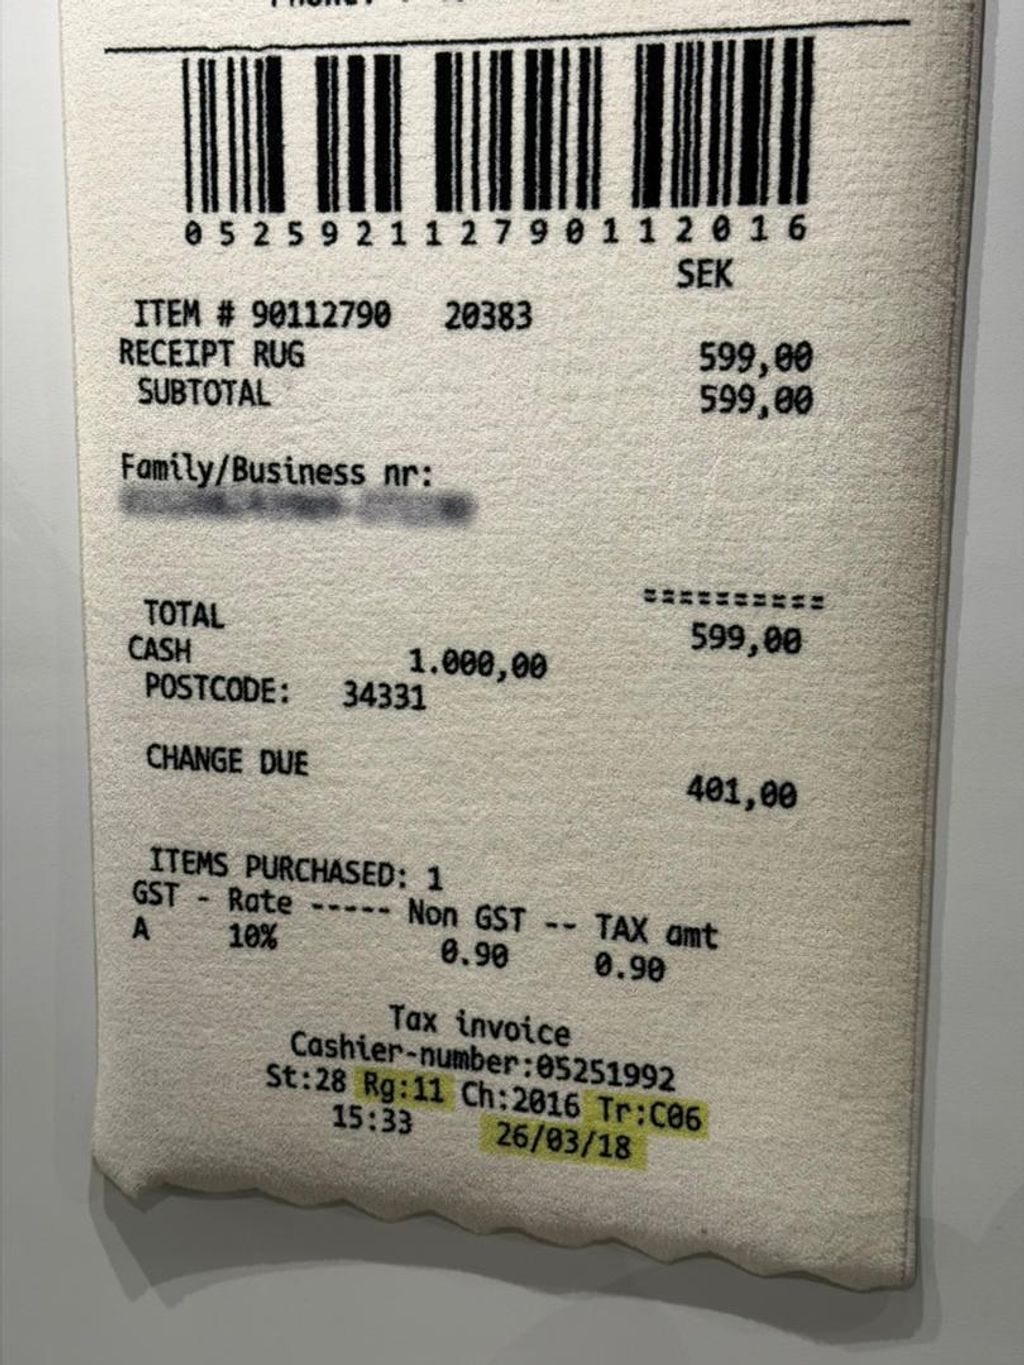 0 5 2 5 9 2 1 1 2 7 9 0 1 1 2 0 1 6
SEK
ITEM # 90112790 20383
RECEIPT RUG 599,00
SUBTOTAL 599,00
Family/Business nr:
==========
TOTAL 599,00
CASH 1.000,00
POSTCODE: 34331
CHANGE DUE 401,00
ITEMS PURCHASED: 1
GST - Rate ----- Non GST -- TAX amt
A 10% 0.90 0.90
Tax invoice
Cashier-number:05251992
St:28 Rg:11 Ch:2016 Tr:C06
15:33 26/03/18